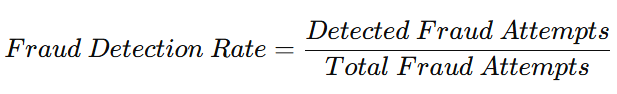 Fraud Detection Rate = Detected Fraud Attempts / Total Fraud Attempts